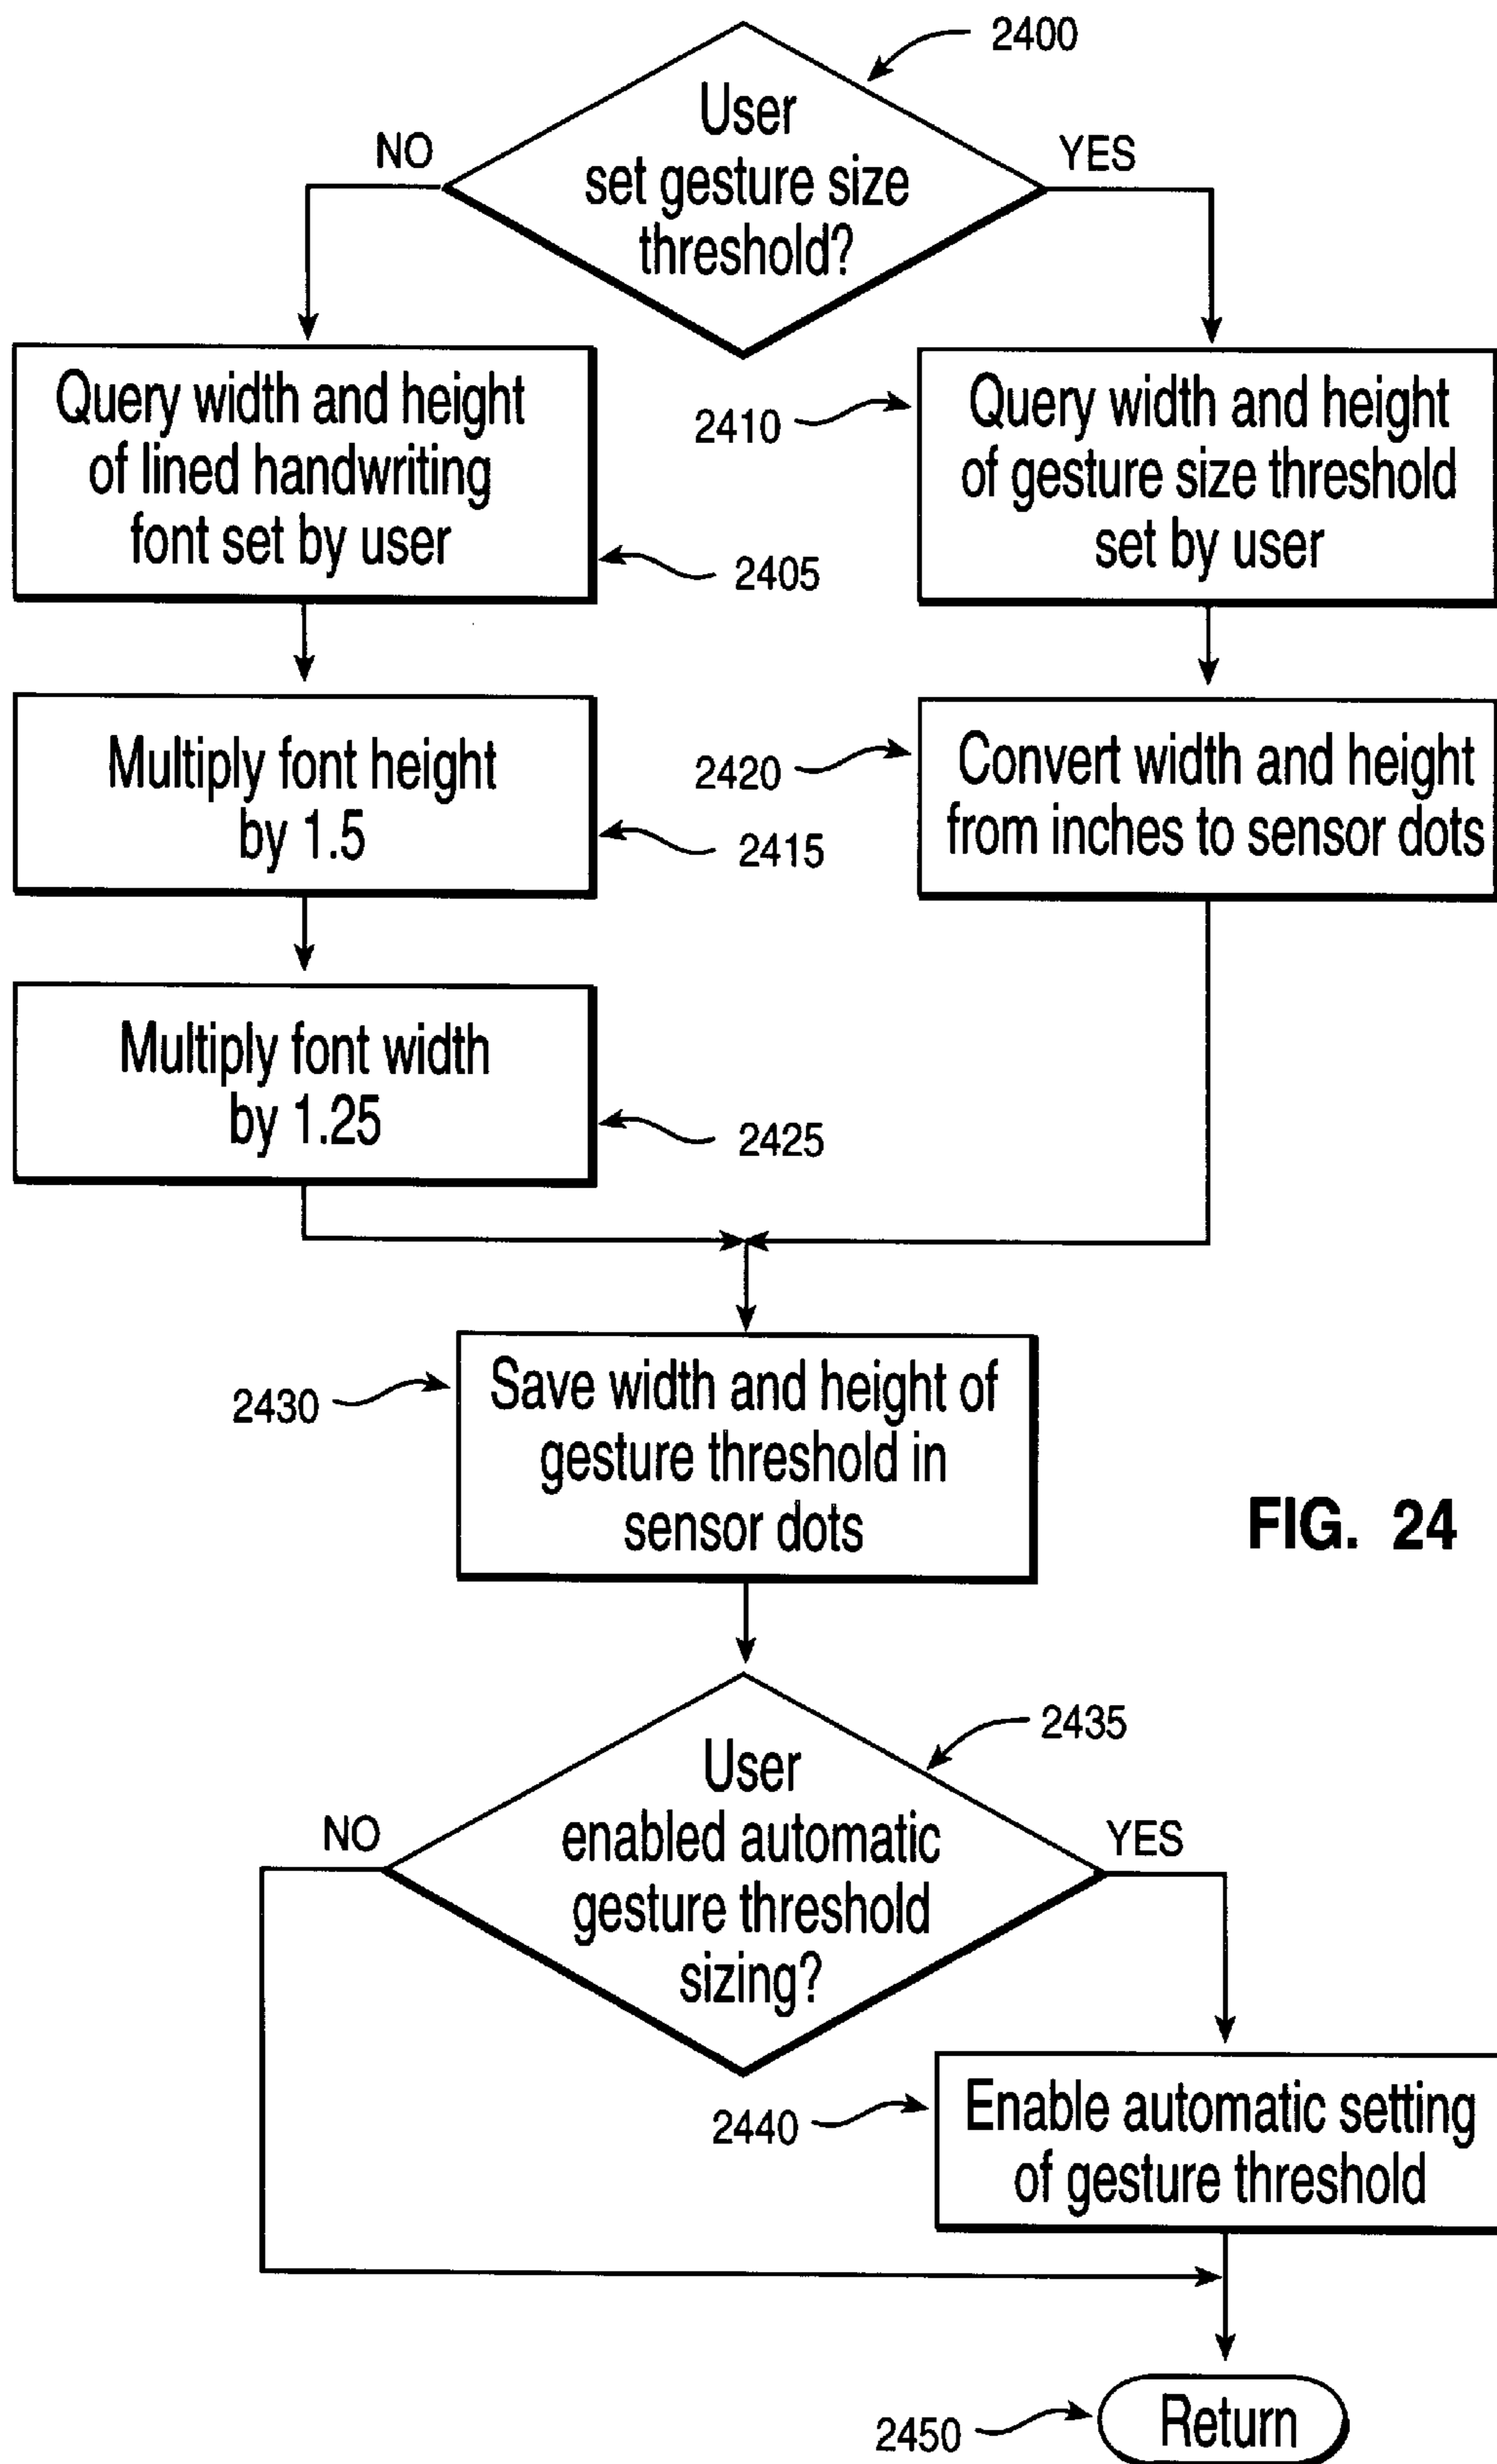 2400
User
set gesture size
threshold?
NO
YES
Query width and height
of lined handwriting
font set by user
2405
2410
Query width and height
of gesture size threshold
set by user
Multiply font height
by 1.5
2415
2420
Convert width and height
from inches to sensor dots
Multiply font width
by 1.25
2425
2430
Save width and height of
gesture threshold in
sensor dots
FIG. 24
2435
User
enabled automatic
gesture threshold
sizing?
NO
YES
2440
Enable automatic setting
of gesture threshold
2450
Return